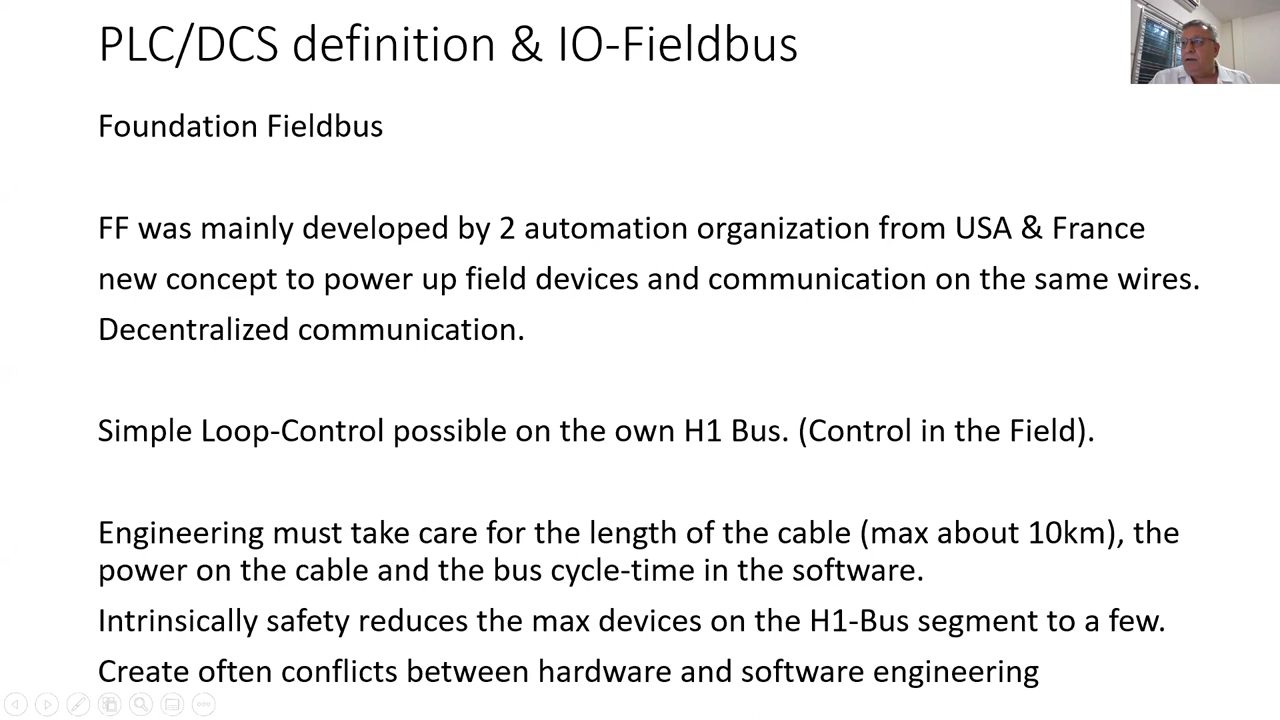 PLC/DCS definition & IO-Fieldbus
Foundation Fieldbus
FF was mainly developed by 2 automation organization from USA & France
new concept to power up field devices and communication on the same wires.
Decentralized communication.
Simple Loop-Control possible on the own H1 Bus. (Control in the Field).
Engineering must take care for the length of the cable (max about 10km), the
power on the cable and the bus cycle-time in the software.
Intrinsically safety reduces the max devices on the H1-Bus segment to a few.
Create often conflicts between hardware and software engineering